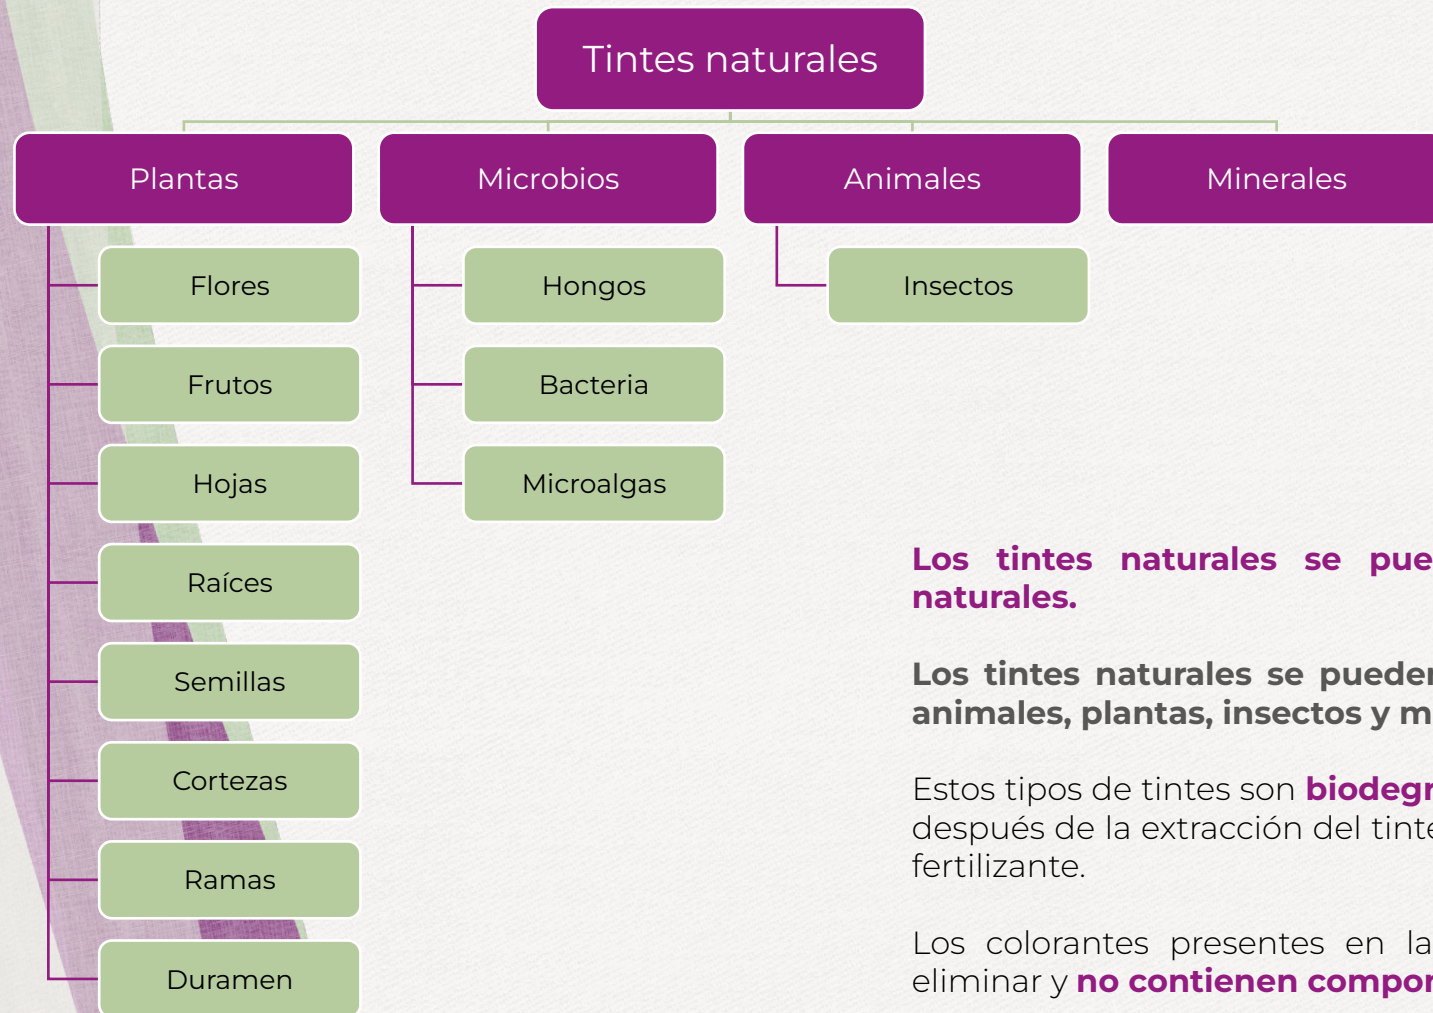 Tintes naturales
Plantas
Microbios
Animales
Minerales
Flores
Frutos
Hojas
Raíces
Semillas
Cortezas
Ramas
Duramen
Hongos
Bacteria
Microalgas
Insectos
Los tintes naturales se
naturales.
Los tintes naturales se
animales, plantas, insectos y
Estos tipos de tintes son
después de la extracción del
fertilizante.
Los colorantes presentes en
eliminar y no contienen